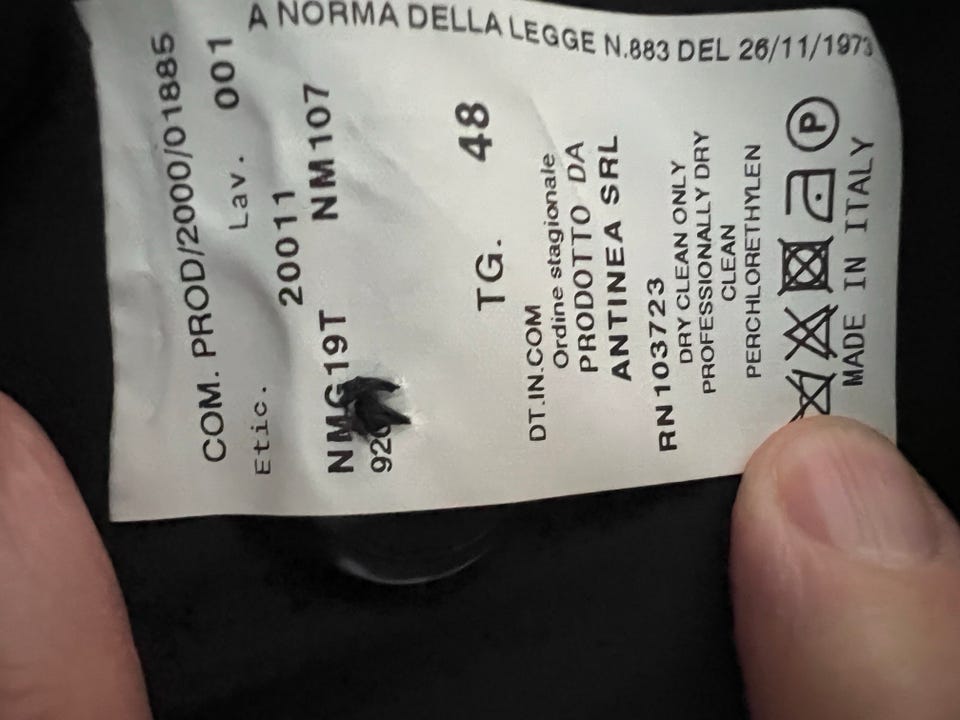 A NORMA DELLA LEGGE N.883 DEL 26/11/1973
COM. PROD/2000/01885
Etic. Lav. 001
20011
NMG19T NM107
TG. 48
DT.IN.COM
Ordine stagionale
PRODOTTO DA
ANTINEA SRL
RN103723
DRY CLEAN ONLY
PROFESSIONALLY DRY
CLEAN
PERCHLORETHYLEN
P
MADE IN ITALY